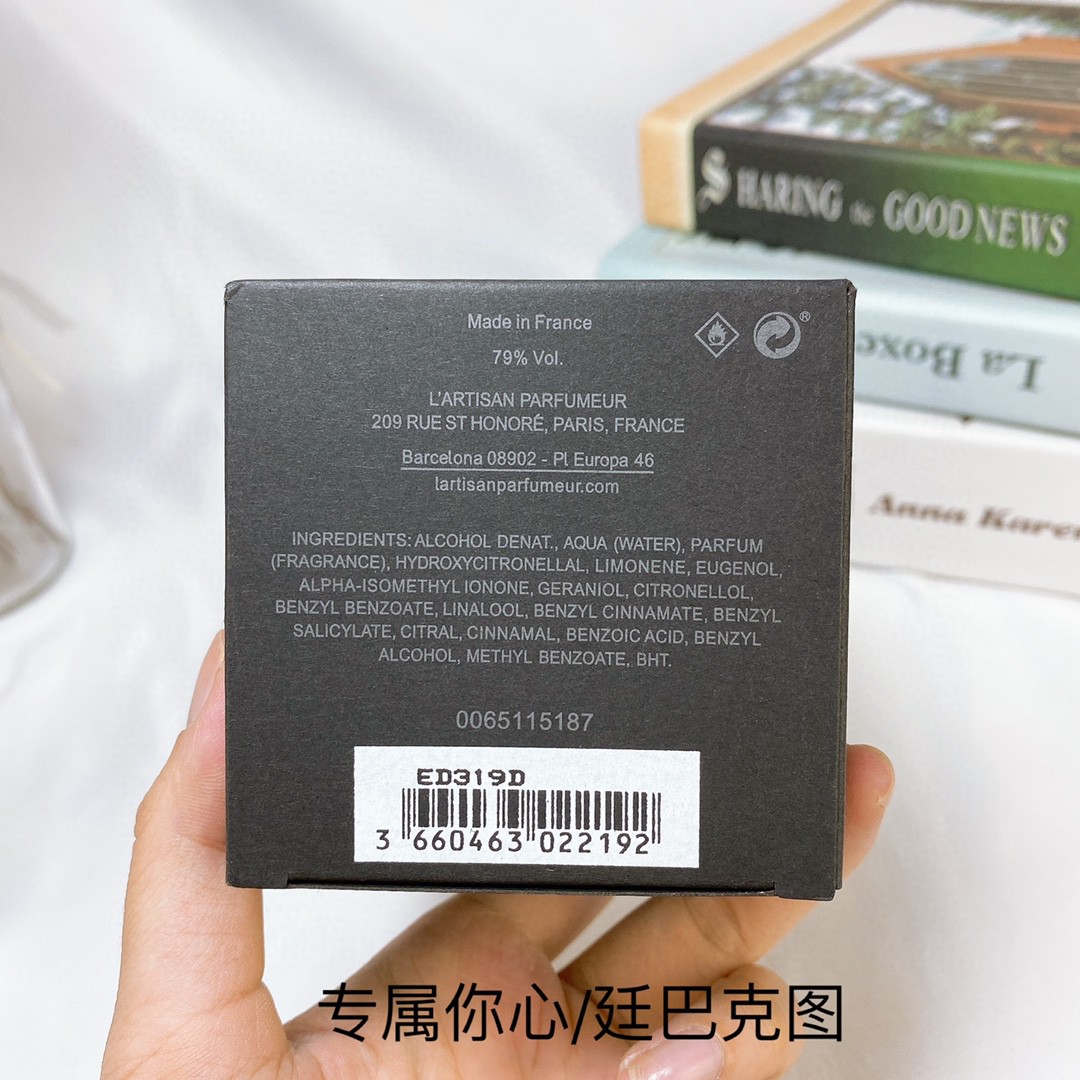 SHARING the GOOD NEWS
La Boxe
Anna Karen
Made in France
®
79% Vol.
L'ARTISAN PARFUMEUR
209 RUE ST HONORÉ, PARIS, FRANCE
Barcelona 08902 - Pl Europa 46
lartisanparfumeur.com
INGREDIENTS: ALCOHOL DENAT., AQUA (WATER), PARFUM
(FRAGRANCE), HYDROXYCITRONELLAL, LIMONENE, EUGENOL,
ALPHA-ISOMETHYL IONONE, GERANIOL, CITRONELLOL,
BENZYL BENZOATE, LINALOOL, BENZYL CINNAMATE, BENZYL
SALICYLATE, CITRAL, CINNAMAL, BENZOIC ACID, BENZYL
ALCOHOL, METHYL BENZOATE, BHT.
0065115187
ED319D
3 660463 022192
专属你心/廷巴克图